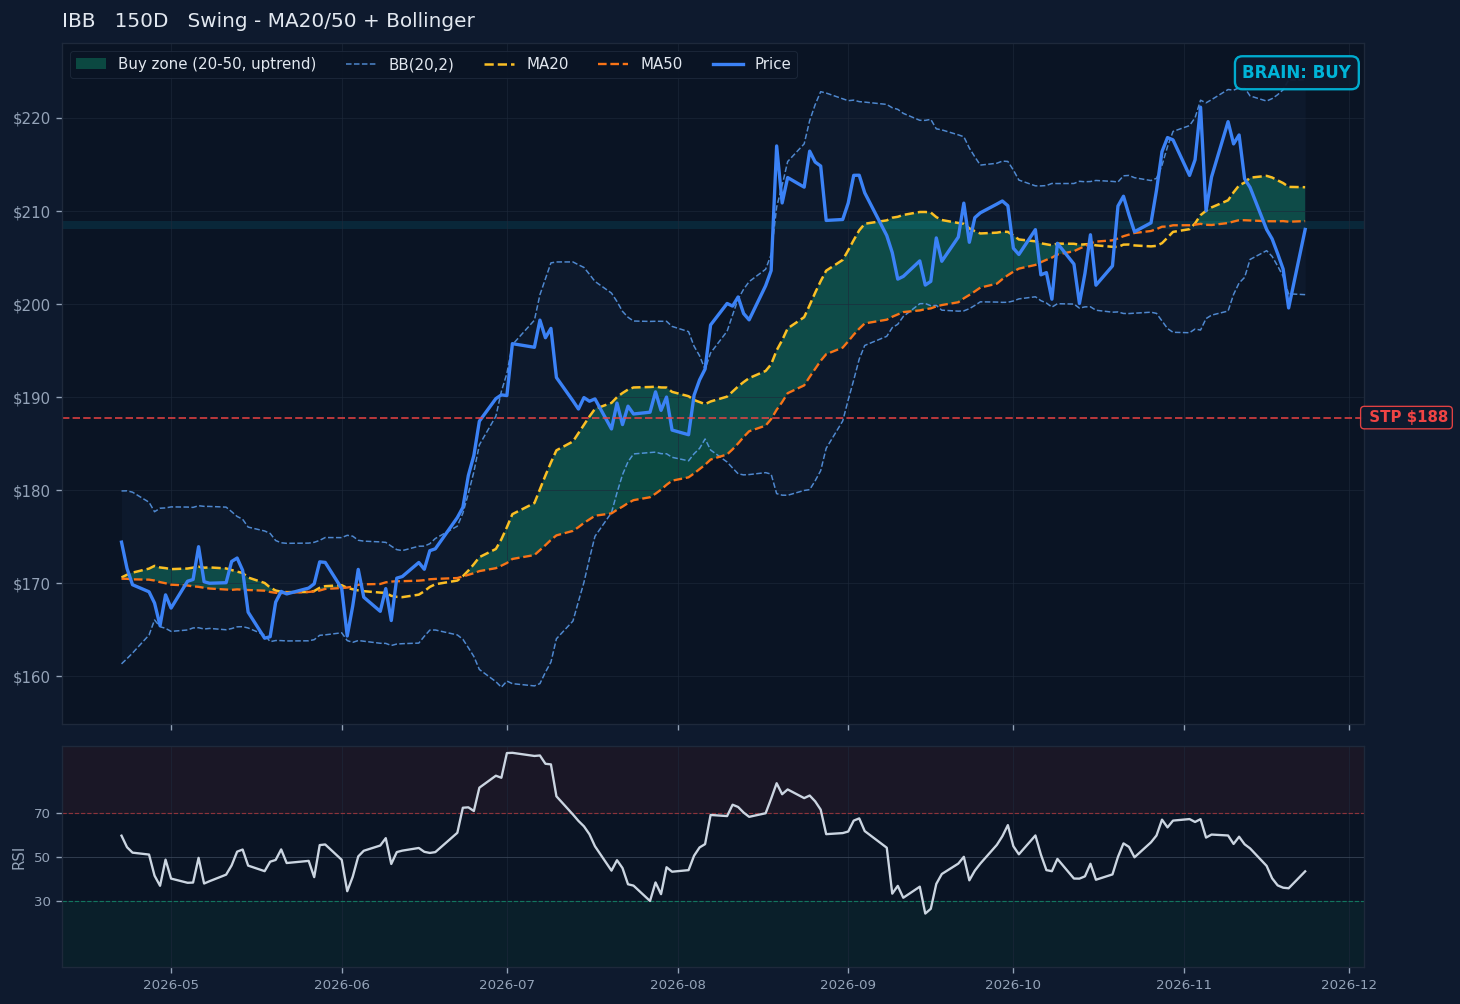 IBB   150D   Swing - MA20/50 + Bollinger
Buy zone (20-50, uptrend)
BB(20,2)
MA20
MA50
Price
BRAIN: BUY
$220
$210
$200
$190
$180
$170
$160
STP $188
RSI
70
50
30
2026-05
2026-06
2026-07
2026-08
2026-09
2026-10
2026-11
2026-12